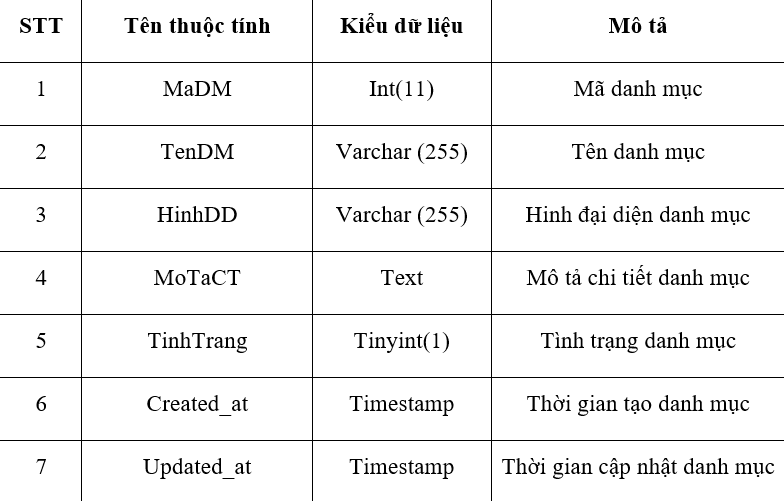 STT Tên thuộc tính Kiểu dữ liệu Mô tả
1 MaDM Int(11) Mã danh mục
2 TenDM Varchar (255) Tên danh mục
3 HinhDD Varchar (255) Hinh đại diện danh mục
4 MoTaCT Text Mô tả chi tiết danh mục
5 TinhTrang Tinyint(1) Tình trạng danh mục
6 Created_at Timestamp Thời gian tạo danh mục
7 Updated_at Timestamp Thời gian cập nhật danh mục